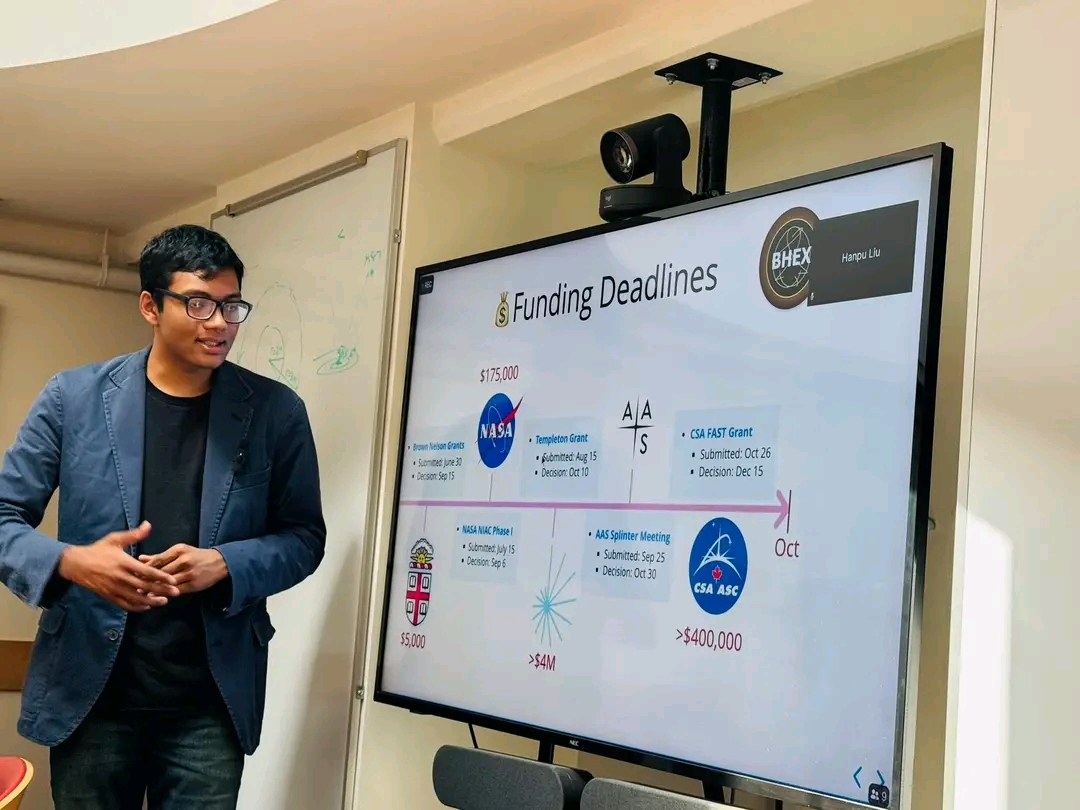 REC
BHEX
Hanpu Liu
Funding Deadlines
$175,000
NASA
A A
S
• Brown Nelson Grants
▪ Submitted: June 30
▪ Decision: Sep 15
• Templeton Grant
▪ Submitted: Aug 15
▪ Decision: Oct 10
• CSA FAST Grant
▪ Submitted: Oct 26
▪ Decision: Dec 15
• NASA NIAC Phase I
▪ Submitted: July 15
▪ Decision: Sep 6
• AAS Splinter Meeting
▪ Submitted: Sep 25
▪ Decision: Oct 30
Oct
CSA ASC
$5,000
>$4M
>$400,000
NEC
9